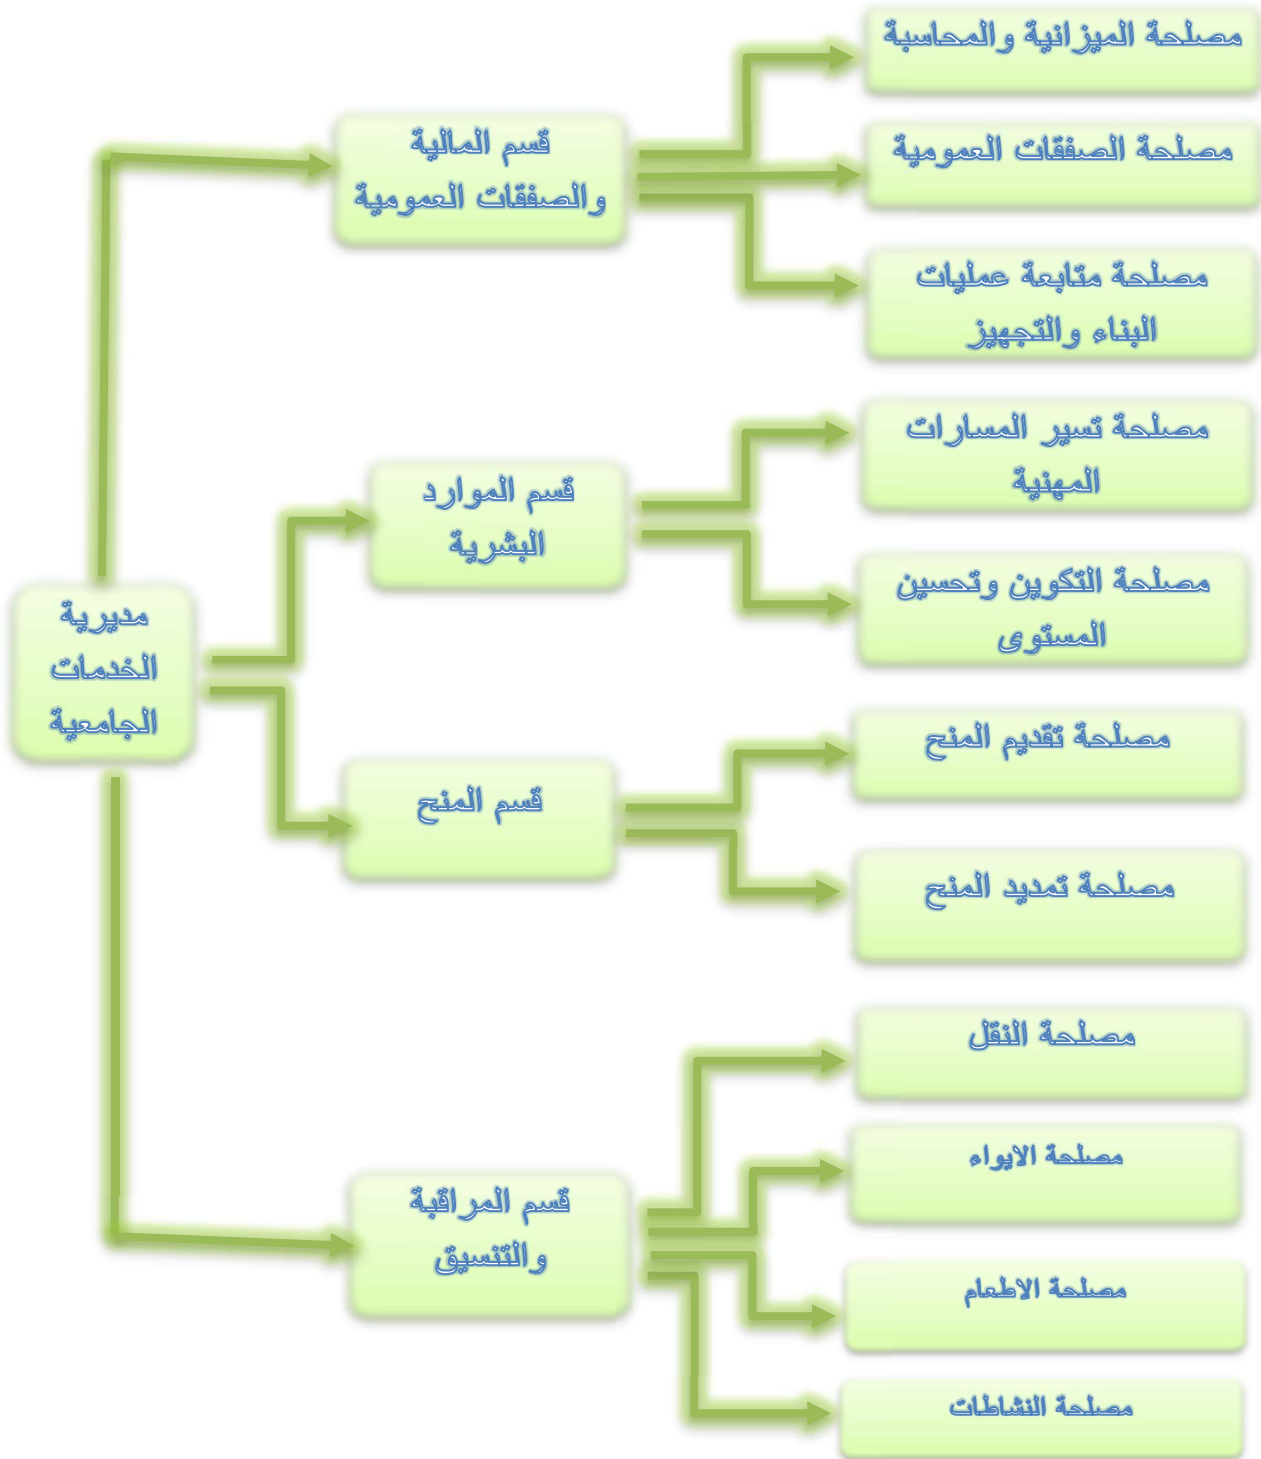 مصلحة الميزانية والمحاسبة
قسم المالية
والصفقات العمومية
مصلحة الصفقات العمومية
مصلحة متابعة عمليات
البناء والتجهيز
مصلحة تسير المسارات
المهنية
قسم الموارد
البشرية
مصلحة التكوين وتحسين
المستوى
مديرية
الخدمات
الجامعية
مصلحة تقديم المنح
قسم المنح
مصلحة تمديد المنح
مصلحة النقل
مصلحة الايواء
قسم المراقبة
والتنسيق
مصلحة الاطعام
مصلحة النشاطات